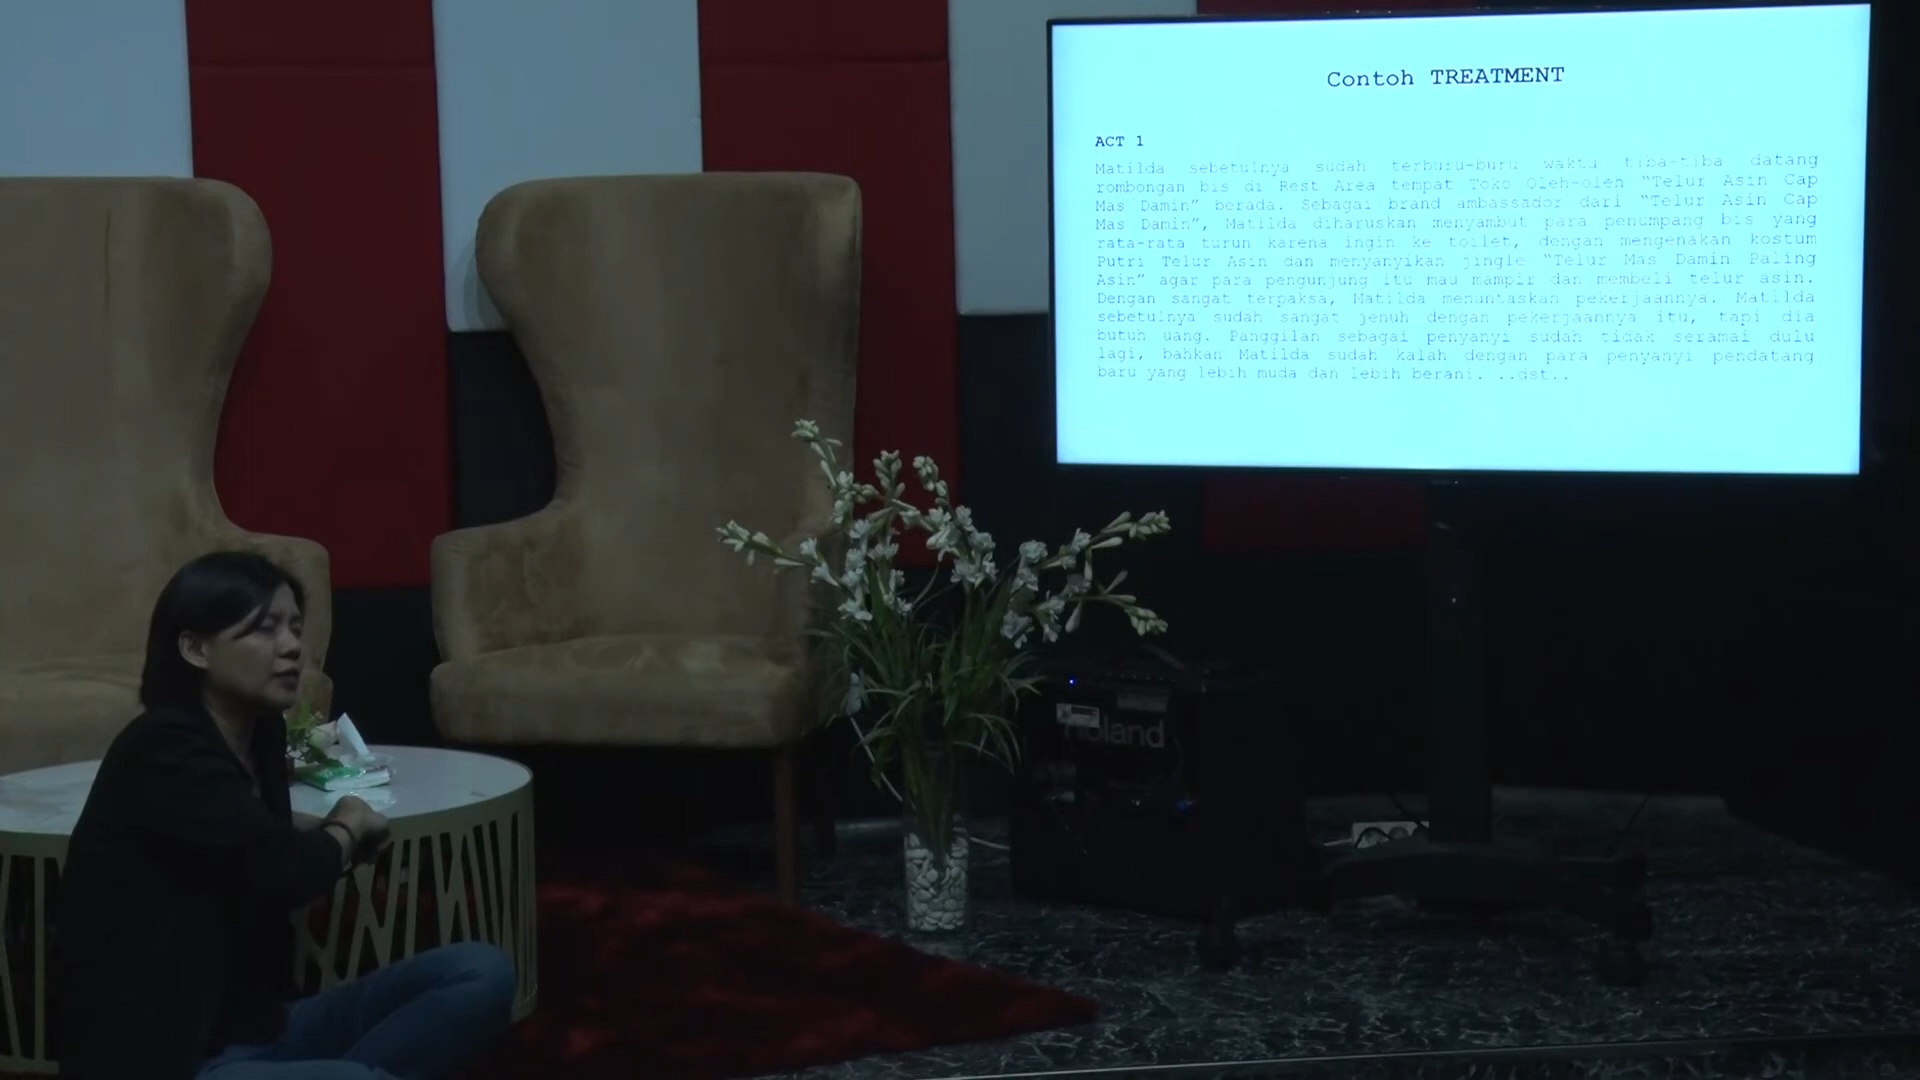 Contoh TREATMENT
ACT 1
Matilda sebetulnya sudah terburu-buru waktu tiba-tiba datang
rombongan bis di Rest Area tempat Toko Oleh-oleh “Telur Asin Cap
Mas Damin” berada. Sebagai brand ambassador dari “Telur Asin Cap
Mas Damin”, Matilda diharuskan menyambut para penumpang bis yang
rata-rata turun karena ingin ke toilet, dengan mengenakan kostum
Putri Telur Asin dan menyanyikan jingle “Telur Mas Damin Paling
Asin” agar para pengunjung itu mau mampir dan membeli telur asin.
Dengan sangat terpaksa, Matilda menuntaskan pekerjaannya. Matilda
sebetulnya sudah sangat jenuh dengan pekerjaannya itu, tapi dia
butuh uang. Panggilan sebagai penyanyi sudah tidak seramai dulu
lagi, bahkan Matilda sudah kalah dengan para penyanyi pendatang
baru yang lebih muda dan lebih berani. ..dst..
Roland